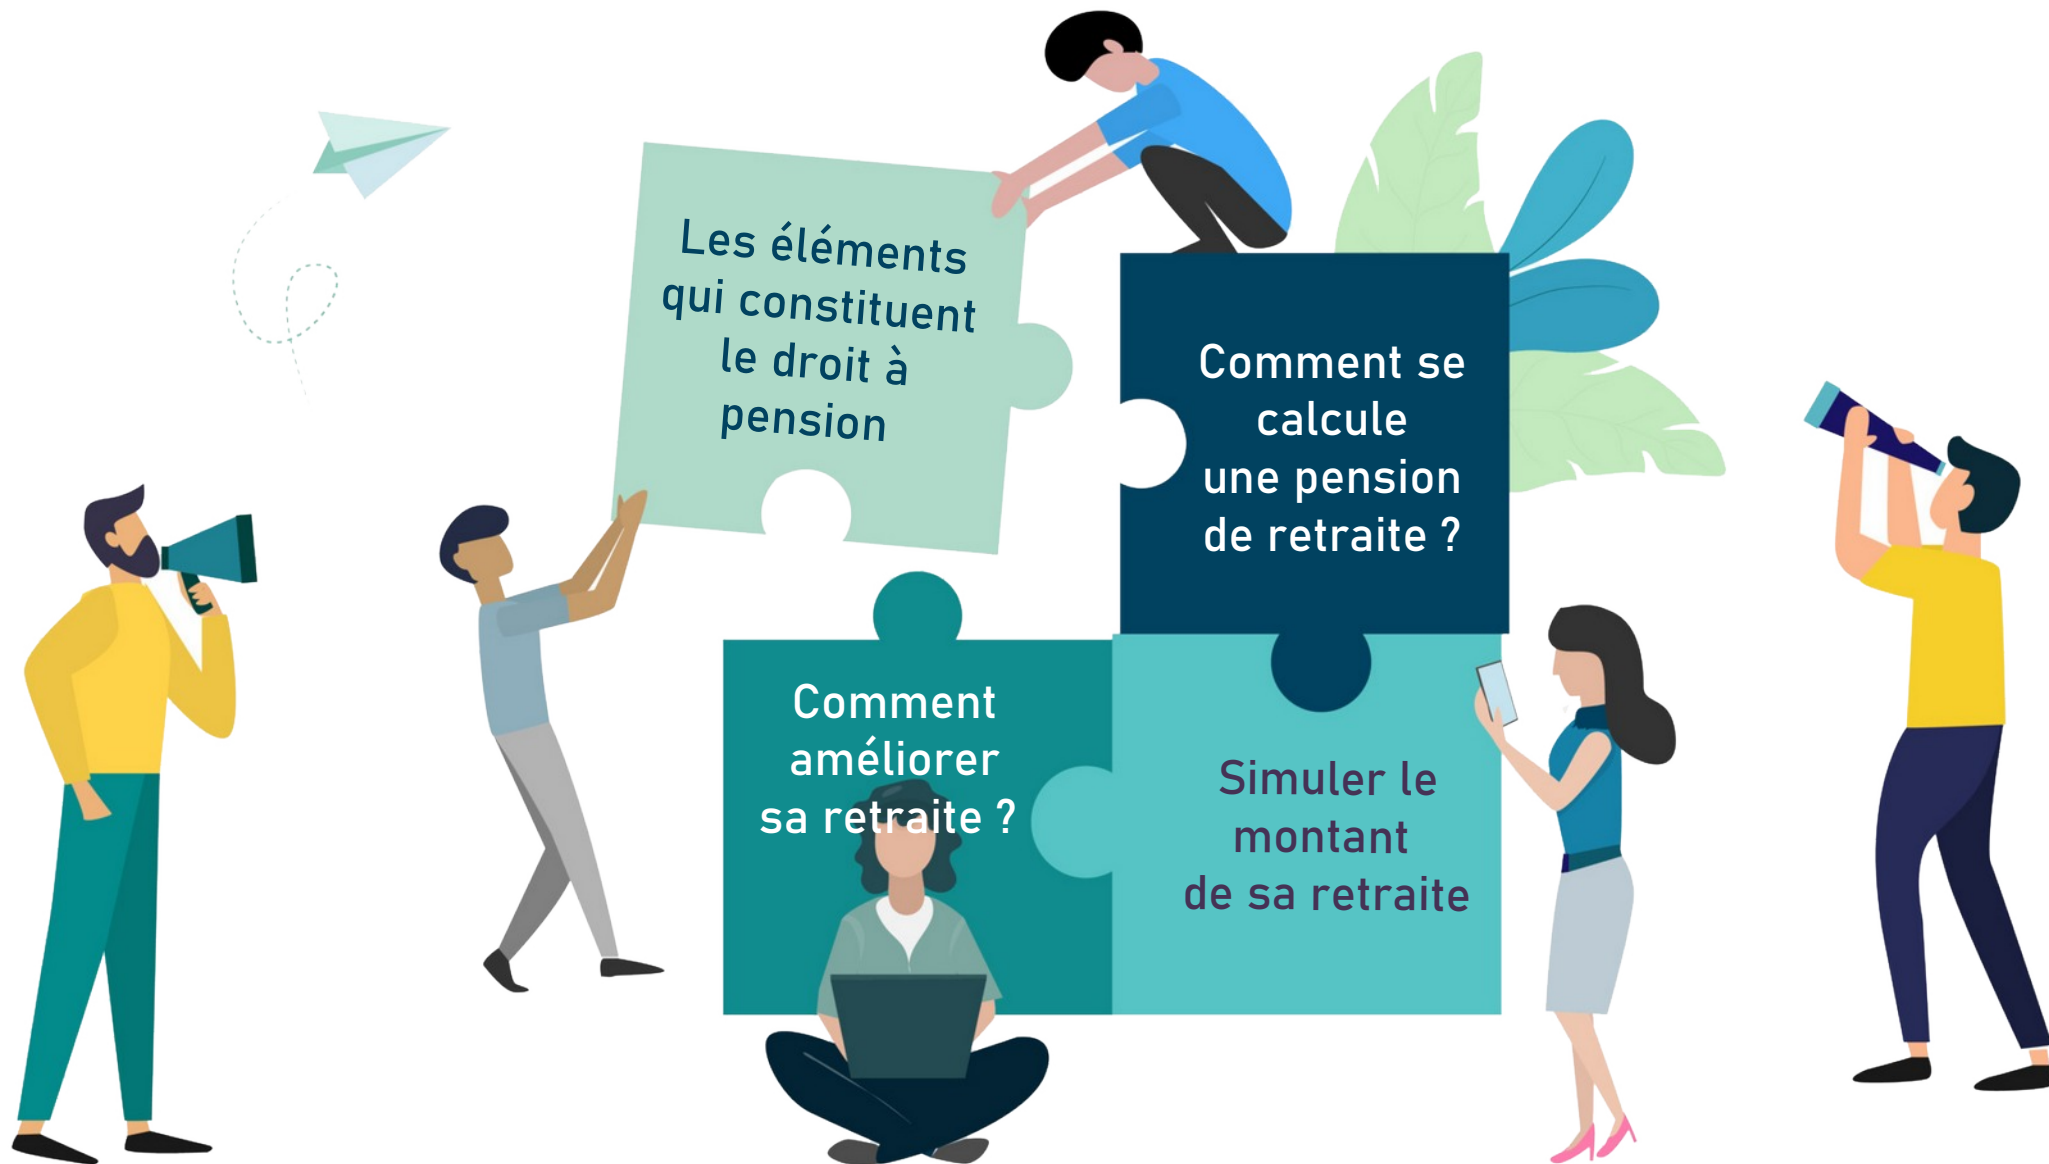 Les éléments
qui constituent
le droit à
pension
Comment se
calcule
une pension
de retraite ?
Comment
améliorer
sa retraite ?
Simuler le
montant
de sa retraite